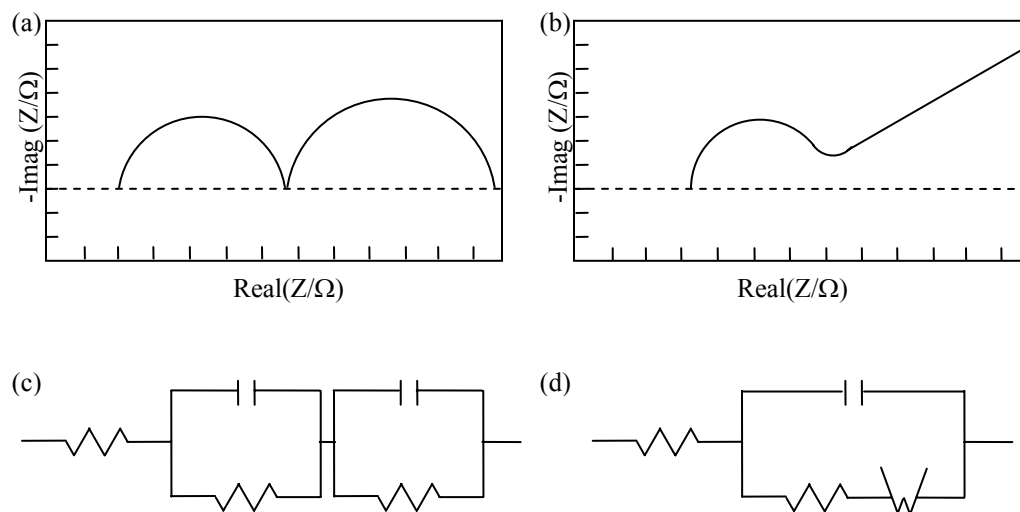 (a)
-Imag (Z/Ω)
Real(Z/Ω)
(b)
-Imag (Z/Ω)
Real(Z/Ω)
(c)
(d)